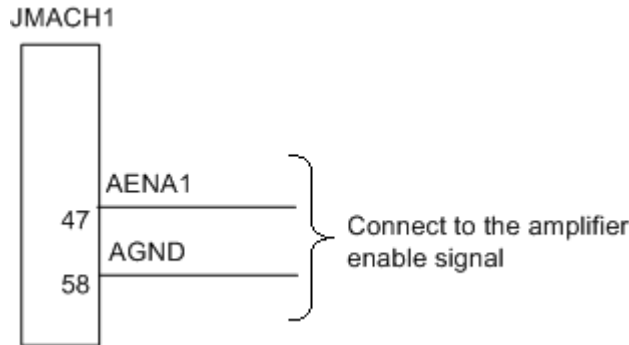 JMACH1
AENA1
47
AGND
58
Connect to the amplifier
enable signal